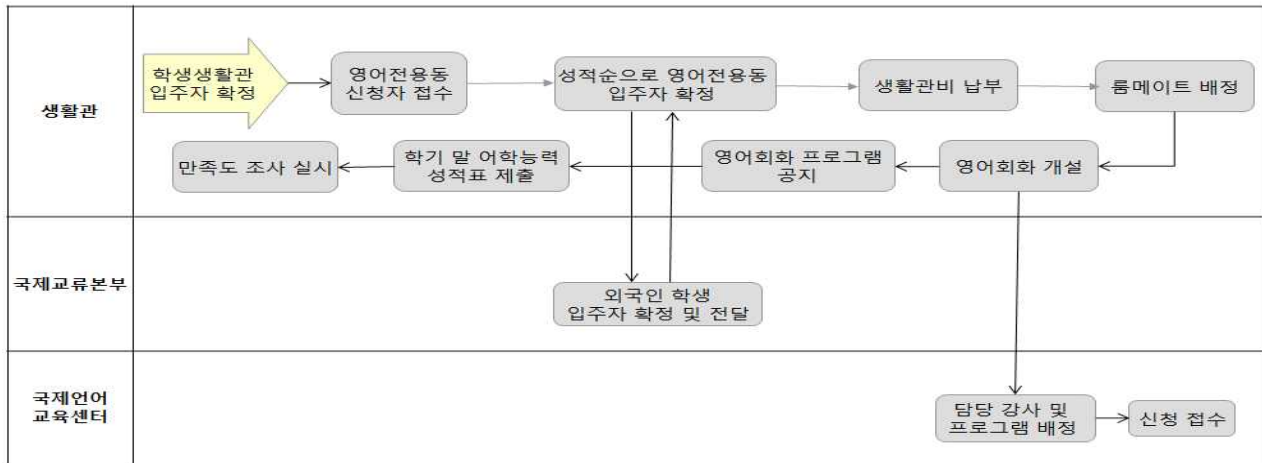 생활관
학생생활관
입주자 확정
영어전용동
신청자 접수
성적순으로 영어전용동
입주자 확정
생활관비 납부
룸메이트 배정
만족도 조사 실시
학기 말 어학능력
성적표 제출
영어회화 프로그램
공지
영어회화 개설
국제교류본부
외국인 학생
입주자 확정 및 전달
국제언어
교육센터
담당 강사 및
프로그램 배정
신청 접수